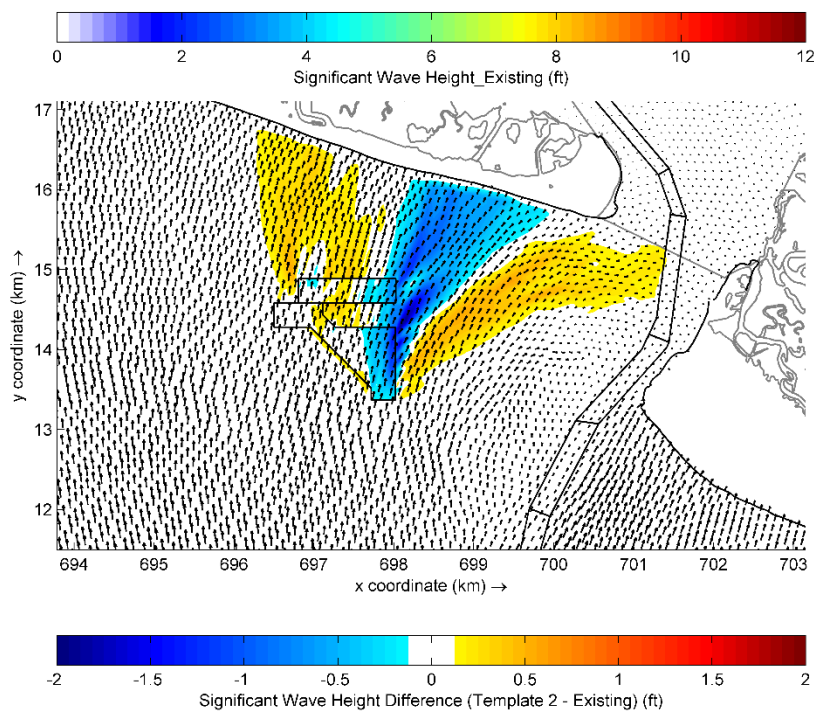 0 2 4 6 8 10 12
Significant Wave Height_Existing (ft)
17
16
15
14
13
12
y coordinate (km) →
694 695 696 697 698 699 700 701 702 703
x coordinate (km) →
-2 -1.5 -1 -0.5 0 0.5 1 1.5 2
Significant Wave Height Difference (Template 2 - Existing) (ft)